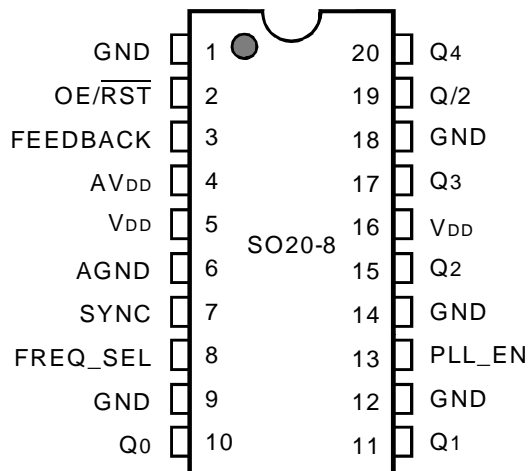 GND 1 20 Q4
OE/RST 2 19 Q/2
FEEDBACK 3 18 GND
AVDD 4 17 Q3
VDD 5 16 VDD
SO20-8
AGND 6 15 Q2
SYNC 7 14 GND
FREQ_SEL 8 13 PLL_EN
GND 9 12 GND
Q0 10 11 Q1